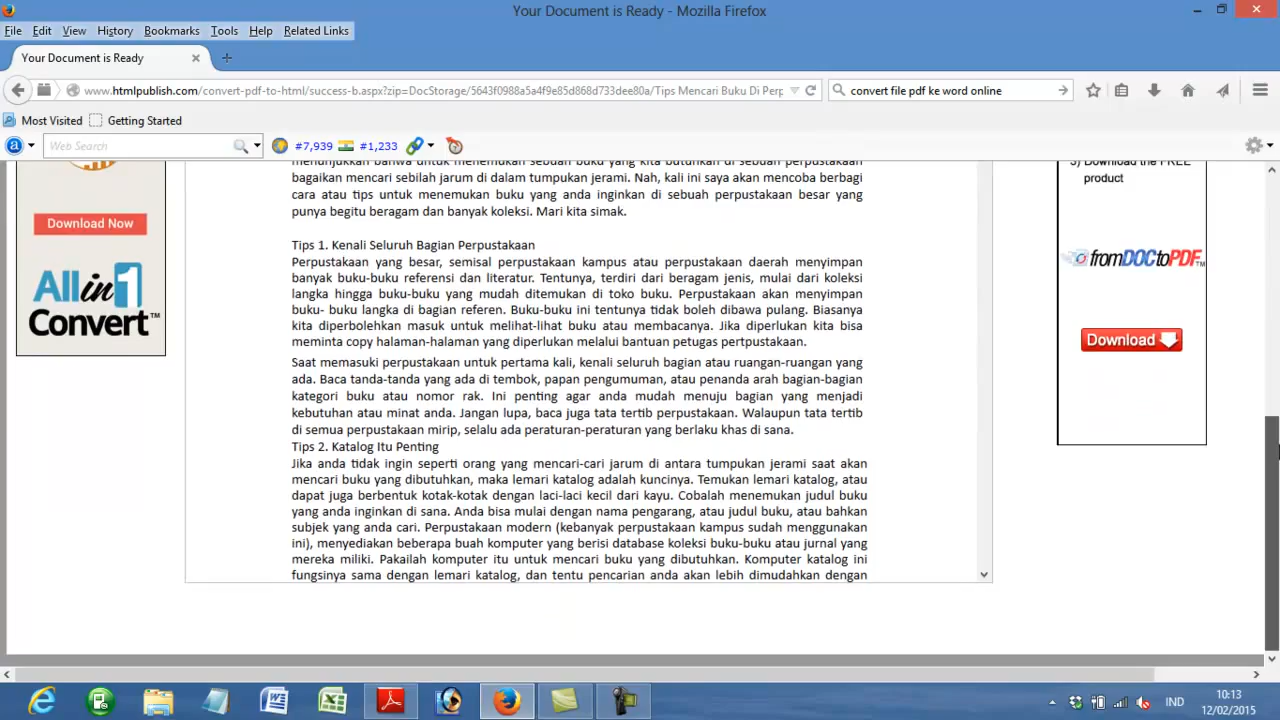 Your Document is Ready - Mozilla Firefox
File Edit View History Bookmarks Tools Help Related Links
Your Document is Ready
www.htmlpublish.com/convert-pdf-to-html/success-b.aspx?zip=DocStorage/5643f0988a5a4f9e85d868d733dee80a/Tips Mencari Buku Di Perp
convert file pdf ke word online
Most Visited Getting Started
Web Search #7,939 #1,233
Download Now
All in 1
Convert™
menunjukkan bahwa untuk menemukan sebuah buku yang kita butuhkan di sebuah perpustakaan
bagaikan mencari sebilah jarum di dalam tumpukan jerami. Nah, kali ini saya akan mencoba berbagi
cara atau tips untuk menemukan buku yang anda inginkan di sebuah perpustakaan besar yang
punya begitu beragam dan banyak koleksi. Mari kita simak.
Tips 1. Kenali Seluruh Bagian Perpustakaan
Perpustakaan yang besar, semisal perpustakaan kampus atau perpustakaan daerah menyimpan
banyak buku-buku referensi dan literatur. Tentunya, terdiri dari beragam jenis, mulai dari koleksi
langka hingga buku-buku yang mudah ditemukan di toko buku. Perpustakaan akan menyimpan
buku- buku langka di bagian referen. Buku-buku ini tentunya tidak boleh dibawa pulang. Biasanya
kita diperbolehkan masuk untuk melihat-lihat buku atau membacanya. Jika diperlukan kita bisa
meminta copy halaman-halaman yang diperlukan melalui bantuan petugas pertpustakaan.
Saat memasuki perpustakaan untuk pertama kali, kenali seluruh bagian atau ruangan-ruangan yang
ada. Baca tanda-tanda yang ada di tembok, papan pengumuman, atau penanda arah bagian-bagian
kategori buku atau nomor rak. Ini penting agar anda mudah menuju bagian yang menjadi
kebutuhan atau minat anda. Jangan lupa, baca juga tata tertib perpustakaan. Walaupun tata tertib
di semua perpustakaan mirip, selalu ada peraturan-peraturan yang berlaku khas di sana.
Tips 2. Katalog Itu Penting
Jika anda tidak ingin seperti orang yang mencari-cari jarum di antara tumpukan jerami saat akan
mencari buku yang dibutuhkan, maka lemari katalog adalah kuncinya. Temukan lemari katalog, atau
dapat juga berbentuk kotak-kotak dengan laci-laci kecil dari kayu. Cobalah menemukan judul buku
yang anda inginkan di sana. Anda bisa mulai dengan nama pengarang, atau judul buku, atau bahkan
subjek yang anda cari. Perpustakaan modern (kebanyak perpustakaan kampus sudah menggunakan
ini), menyediakan beberapa buah komputer yang berisi database koleksi buku-buku atau jurnal yang
mereka miliki. Pakailah komputer itu untuk mencari buku yang dibutuhkan. Komputer katalog ini
fungsinya sama dengan lemari katalog, dan tentu pencarian anda akan lebih dimudahkan dengan
3) Download the FREE
product
fromDOCtoPDF™
Download
IND
10:13
12/02/2015